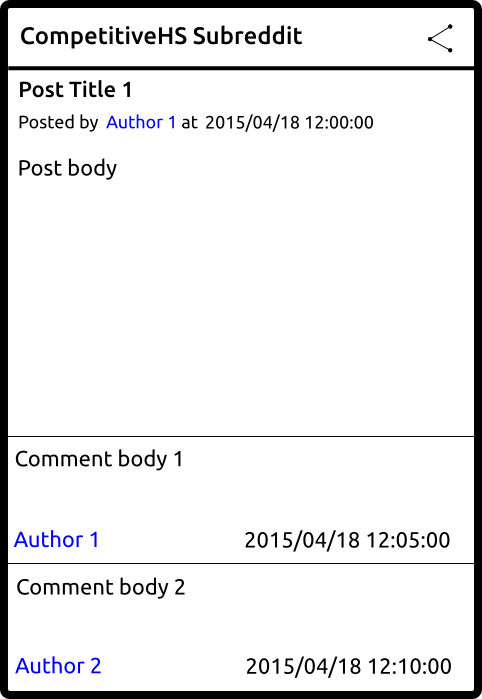 CompetitiveHS Subreddit
Post Title 1
Posted by Author 1 at 2015/04/18 12:00:00
Post body
Comment body 1
Author 1 2015/04/18 12:05:00
Comment body 2
Author 2 2015/04/18 12:10:00